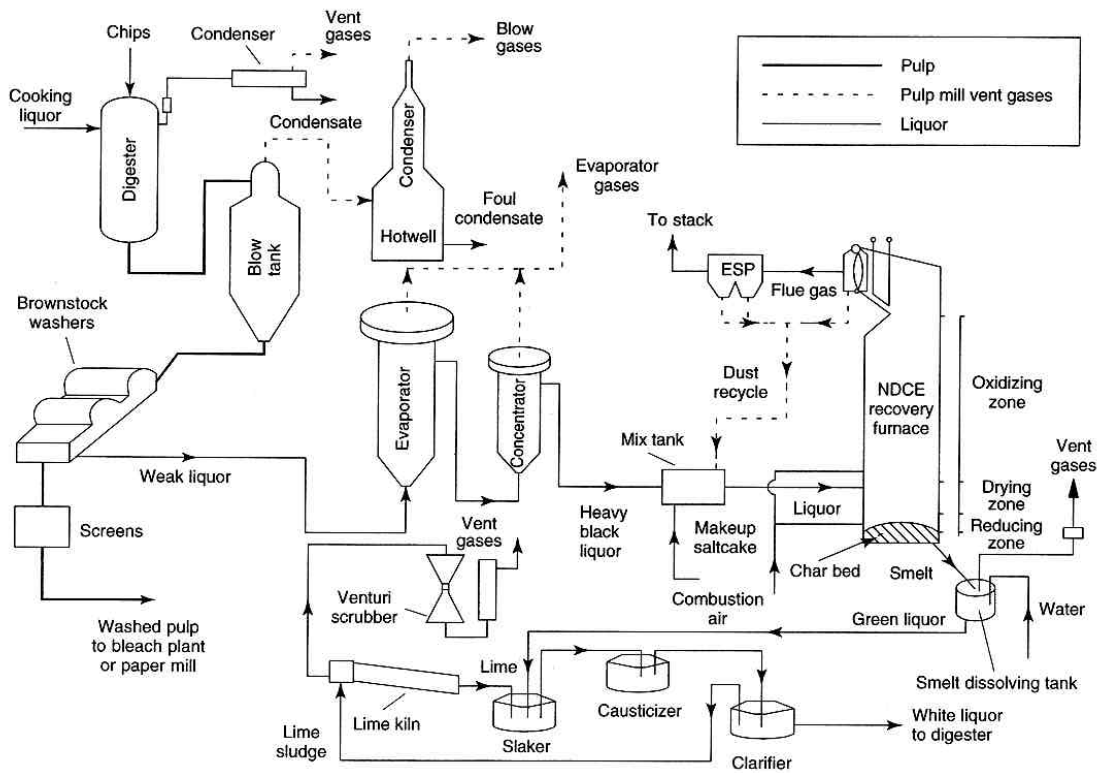 Chips
Condenser
Vent
gases
Blow
gases
Pulp
Pulp mill vent gases
Liquor
Cooking
liquor
Condensate
Digester
Condenser
Evaporator
gases
Foul
condensate
Hotwell
Blow
tank
To stack
ESP
Flue gas
Brownstock
washers
Dust
recycle
NDCE
recovery
furnace
Oxidizing
zone
Evaporator
Concentrator
Mix tank
Vent
gases
Weak liquor
Drying
zone
Screens
Vent
gases
Heavy
black
liquor
Makeup
saltcake
Liquor
Reducing
zone
Char bed
Smelt
Venturi
scrubber
Combustion
air
Green liquor
Water
Washed pulp
to bleach plant
or paper mill
Lime
Smelt dissolving tank
Lime kiln
Causticizer
White liquor
to digester
Lime
sludge
Slaker
Clarifier